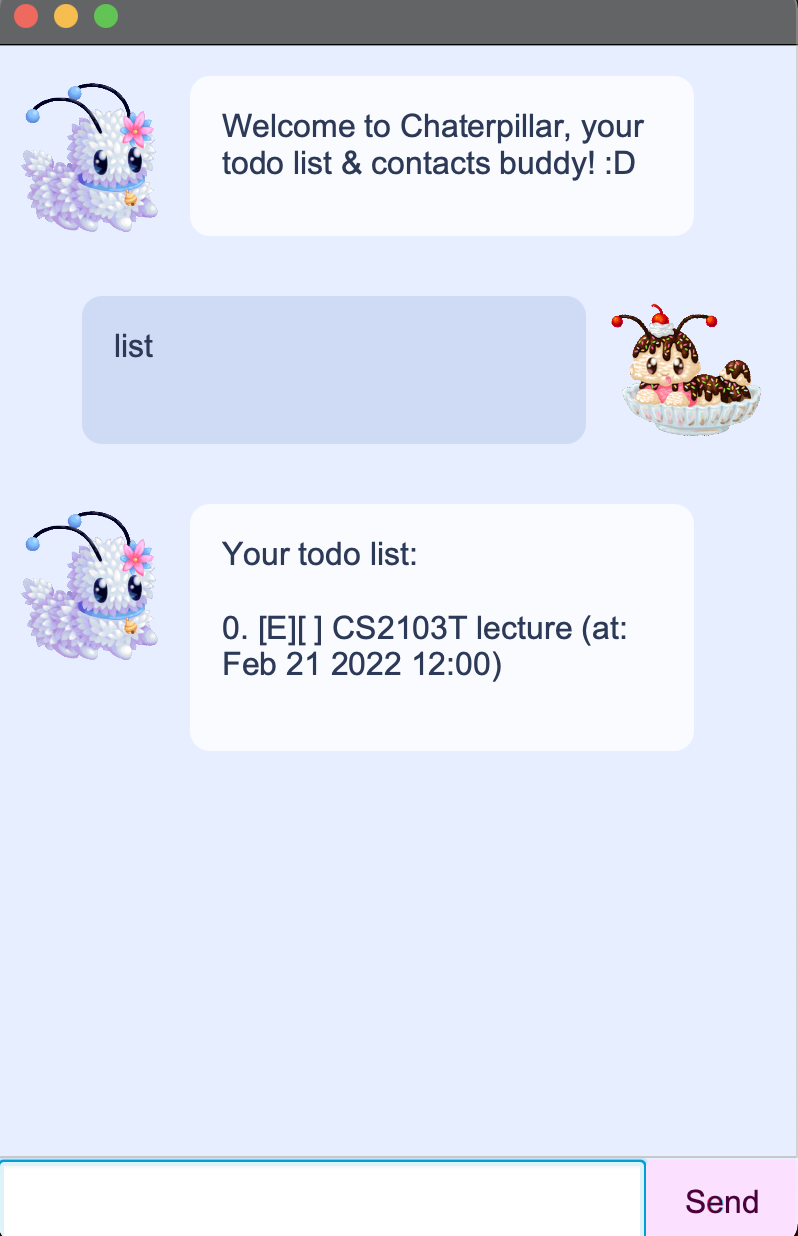 Welcome to Chaterpillar, your
todo list & contacts buddy! :D
list
Your todo list:
0. [E][ ] CS2103T lecture (at:
Feb 21 2022 12:00)
Send